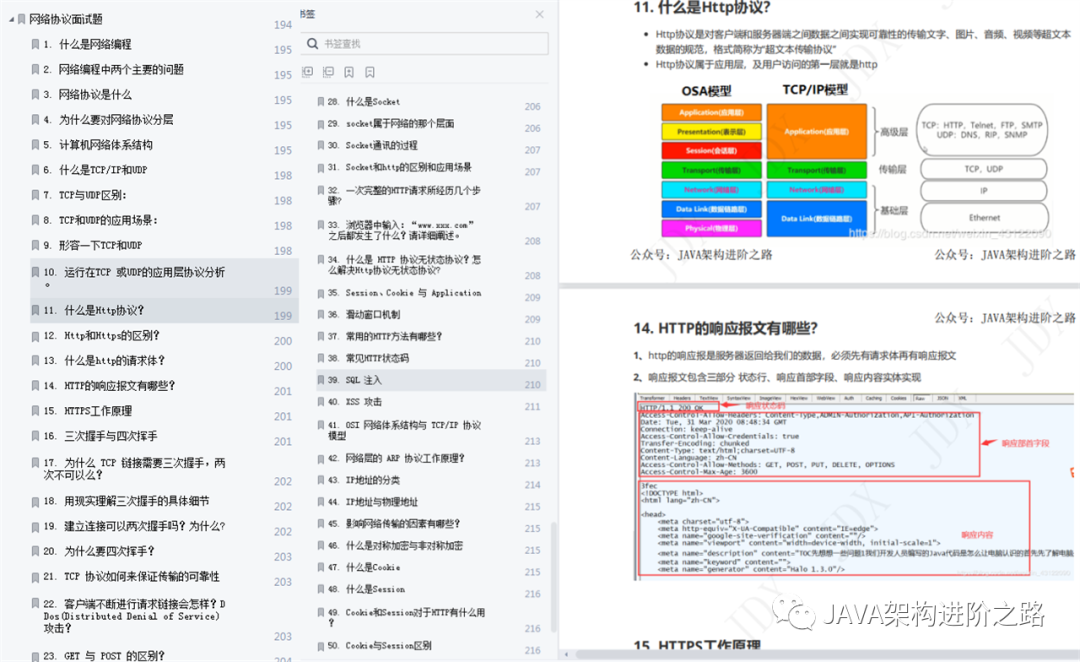 网络协议面试题 194
1. 什么是网络编程 195
2. 网络编程中两个主要的问题 195
3. 网络协议是什么 195
4. 为什么要对网络协议分层 195
5. 计算机网络体系结构 195
6. 什么是TCP/IP和UDP 198
7. TCP与UDP区别: 198
8. TCP和UDP的应用场景: 198
9. 形容一下TCP和UDP 198
10. 运行在TCP 或UDP的应用层协议分析
。 199
11. 什么是Http协议? 199
12. Http和Https的区别? 200
13. 什么是http的请求体? 200
14. HTTP的响应报文有哪些? 201
15. HTTPS工作原理 201
16. 三次握手与四次挥手 201
17. 为什么 TCP 链接需要三次握手,两
次不可以么? 202
18. 用现实理解三次握手的具体细节 202
19. 建立连接可以两次握手吗?为什么? 202
20. 为什么要四次挥手? 203
21. TCP 协议如何来保证传输的可靠性 203
22. 客户端不断进行请求链接会怎样?D
Dos(Distributed Denial of Service)
攻击? 203
23. GET 与 POST 的区别? 204
书签
书签查找
28. 什么是Socket 206
29. socket属于网络的那个层面 206
30. Socket通讯的过程 207
31. Socket和http的区别和应用场景 207
32. 一次完整的HTTP请求所经历几个步
骤? 207
33. 浏览器中输入:“www.xxx.com”
之后都发生了什么?请详细阐述。 208
34. 什么是 HTTP 协议无状态协议?怎
么解决Http协议无状态协议? 208
35. Session、Cookie 与 Application 209
36. 滑动窗口机制 209
37. 常用的HTTP方法有哪些? 210
38. 常见HTTP状态码 210
39. SQL 注入 210
40. XSS 攻击 211
41. OSI 网络体系结构与 TCP/IP 协议
模型 213
42. 网络层的 ARP 协议工作原理? 213
43. IP地址的分类 214
44. IP地址与物理地址 215
45. 影响网络传输的因素有哪些? 215
46. 什么是对称加密与非对称加密 215
47. 什么是Cookie 215
48. 什么是Session 216
49. Cookie和Session对于HTTP有什么用
? 216
50. Cookie与Session区别 216
11. 什么是Http协议?
Http协议是对客户端和服务器端之间数据之间实现可靠性的传输文字、图片、音频、视频等超文本
数据的规范,格式简称为“超文本传输协议”
Http协议属于应用层,及用户访问的第一层就是http
OSA模型 TCP/IP模型
Application(应用层)
Presentation(表示层)
Session(会话层)
Transport(传输层)
Network(网络层)
Data Link(数据链路层)
Physical(物理层)
Application(应用层)
Transport(传输层)
Network(网络层)
Data Link(数据链路层)
高级层
传输层
基础层
TCP: HTTP, Telnet, FTP, SMTP
UDP: DNS, RIP, SNMP
TCP, UDP
IP
Ethernet
公众号: JAVA架构进阶之路 公众号: JAVA架构进阶之路
公众号: JAVA架构进阶之路
14. HTTP的响应报文有哪些?
1、http的响应报是服务器返回给我们的数据,必须先有请求体再有响应报文
2、响应报文包含三部分 状态行、响应首部字段、响应内容实体实现
Transformer Headers TextView SyntaxView ImageView HexView WebView Auth Caching Cookies Raw JSON XML
HTTP/1.1 200 OK 响应状态的
Access-Control-Allow-Headers: Content-Type,ADMIN-Authorization,API-Authorization
Date: Tue, 31 Mar 2020 08:48:34 GMT
Connection: keep-alive
Access-Control-Allow-Credentials: true
Transfer-Encoding: chunked
Content-Type: text/html;charset=UTF-8
Content-Language: zh-CN
Access-Control-Allow-Methods: GET, POST, PUT, DELETE, OPTIONS
Access-Control-Max-Age: 3600
响应部首字段
3fec
<!DOCTYPE html>
<html lang="zh-CN">
<head>
<meta charset="utf-8">
<meta http-equiv="X-UA-Compatible" content="IE=edge">
<meta name="google-site-verification" content=""/>
<meta name="viewport" content="width=device-width, initial-scale=1">
<meta name="description" content="TOC先想想一些问题1我们开发人员编写的Java代码是怎么让电脑认识的首先先了解电脑
<meta name="keyword" content="">
<meta name="generator" content="Halo 1.3.0"/>
响应内容
JAVA架构进阶之路
15. HTTPS工作原理